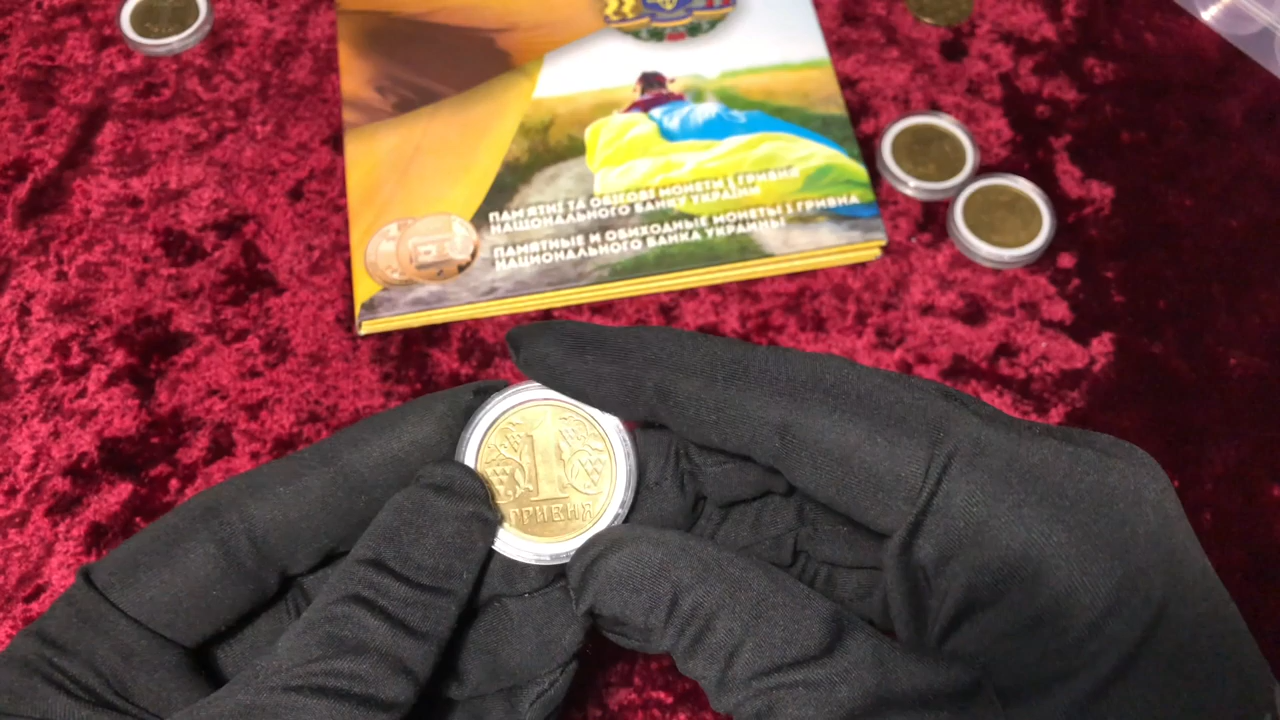 ПАМ'ЯТНІ ТА ОБІГОВІ МОНЕТИ 1 ГРИВНЯ
НАЦІОНАЛЬНОГО БАНКУ УКРАЇНИ
ПАМЯТНЫЕ И ОБИХОДНЫЕ МОНЕТЫ 1 ГРИВНА
НАЦИОНАЛЬНОГО БАНКА УКРАИНЫ
1
ГРИВНЯ